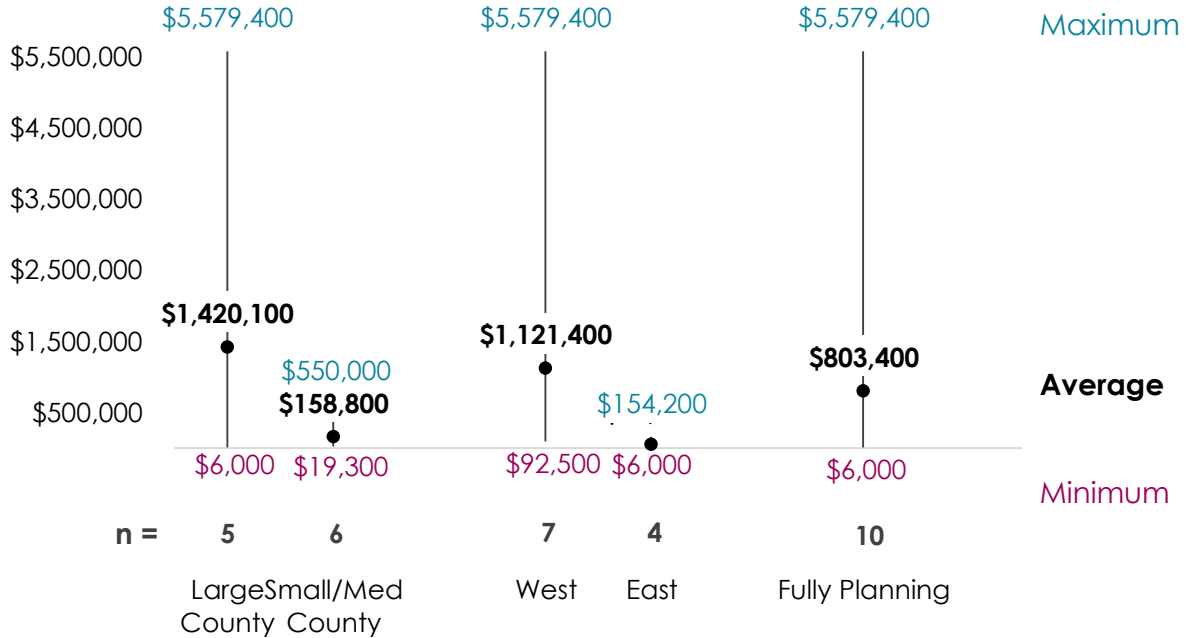 $5,579,400 $5,579,400 $5,579,400 Maximum
$5,500,000
$4,500,000
$3,500,000
$2,500,000
$1,420,100
$1,500,000 $1,121,400
$550,000 $803,400
$158,800 $154,200 Average
$500,000
$6,000 $19,300 $92,500 $6,000 $6,000
Minimum
n = 5 6 7 4 10
Large Small/Med West East Fully Planning
County County